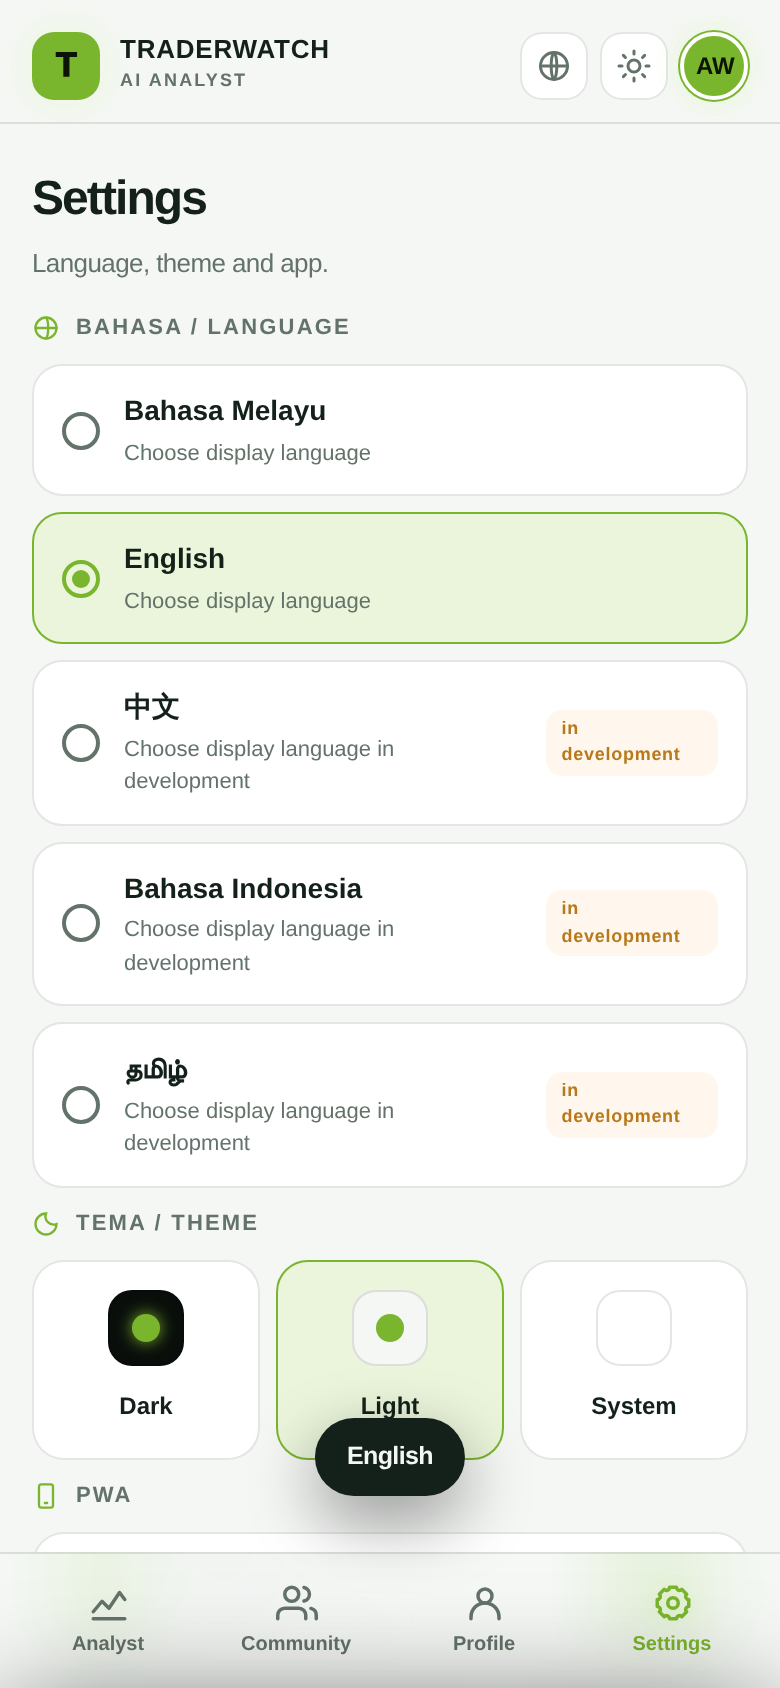 T
TRADERWATCH
AI ANALYST
AW
Settings
Language, theme and app.
BAHASA / LANGUAGE
Bahasa Melayu
Choose display language
English
Choose display language
中文
Choose display language in
development
in
development
Bahasa Indonesia
Choose display language in
development
in
development
தமிழ்
Choose display language in
development
in
development
TEMA / THEME
Dark
Light
System
English
PWA
Analyst
Community
Profile
Settings